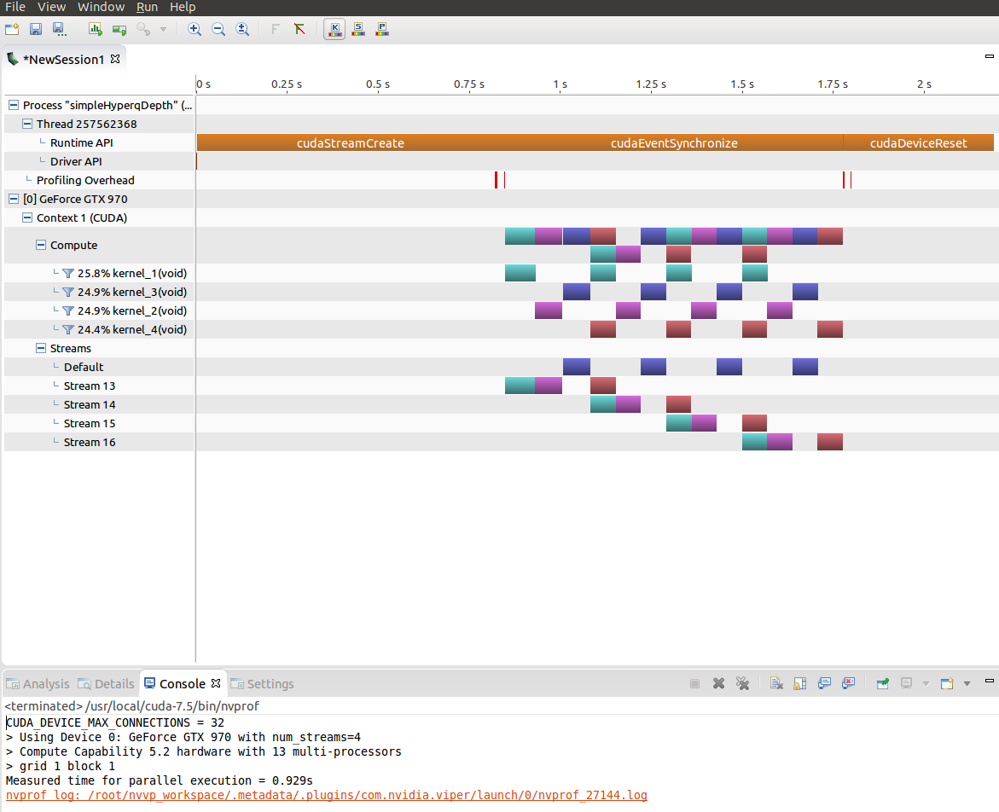 File View Window Run Help
F K S P
*NewSession1
0 s 0.25 s 0.5 s 0.75 s 1 s 1.25 s 1.5 s 1.75 s 2 s
Process "simpleHyperqDepth" (...
Thread 257562368
Runtime API cudaStreamCreate cudaEventSynchronize cudaDeviceReset
Driver API
Profiling Overhead
[0] GeForce GTX 970
Context 1 (CUDA)
Compute
25.8% kernel_1(void)
24.9% kernel_3(void)
24.9% kernel_2(void)
24.4% kernel_4(void)
Streams
Default
Stream 13
Stream 14
Stream 15
Stream 16
Analysis Details Console Settings
<terminated> /usr/local/cuda-7.5/bin/nvprof
CUDA_DEVICE_MAX_CONNECTIONS = 32
> Using Device 0: GeForce GTX 970 with num_streams=4
> Compute Capability 5.2 hardware with 13 multi-processors
> grid 1 block 1
Measured time for parallel execution = 0.929s
nvprof log: /root/nvvp_workspace/.metadata/.plugins/com.nvidia.viper/launch/0/nvprof_27144.log